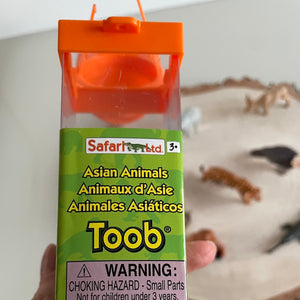 Safari Ltd. 3+
Asian Animals
Animaux d'Asie
Animales Asiáticos
Toob®
WARNING:
CHOKING HAZARD - Small Parts
Not for children under 3 years.